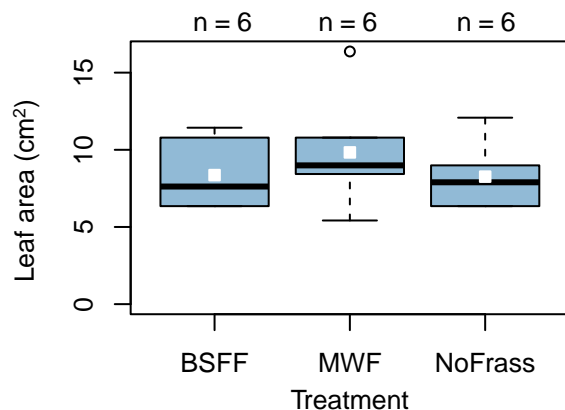 n = 6 n = 6 n = 6
15
10
5
0
Leaf area (cm²)
BSFF MWF NoFrass
Treatment